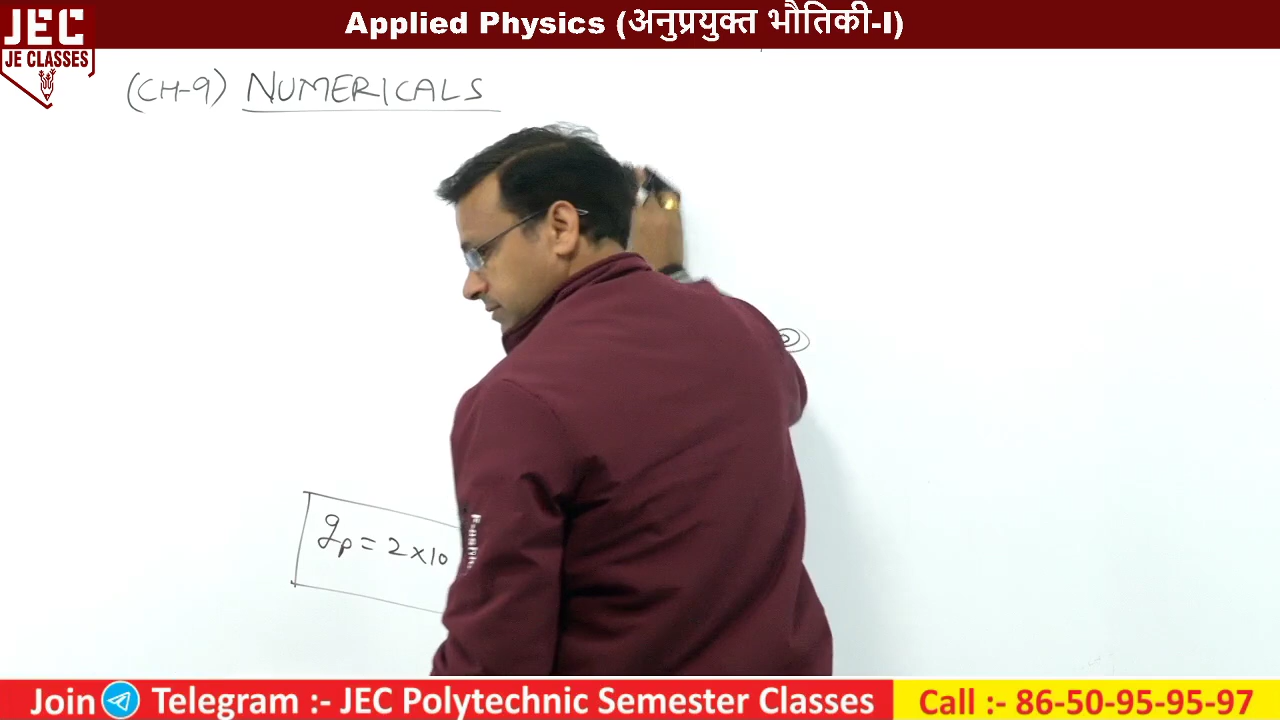 JEC
JE CLASSES
Applied Physics (अनुप्रयुक्त भौतिकी-I)
(CH-9) NUMERICALS
gₚ = 2 × 10
Join Telegram :- JEC Polytechnic Semester Classes
Call :- 86-50-95-95-97